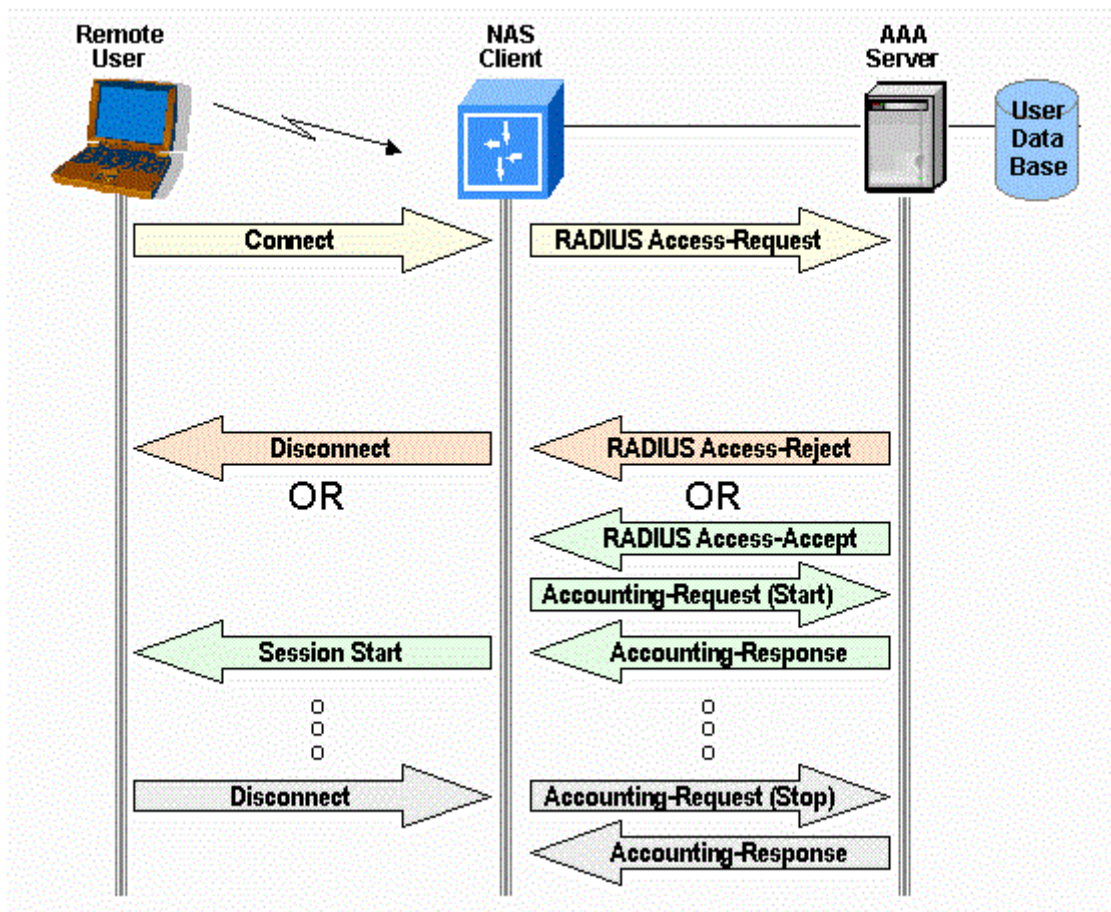 Remote
User
NAS
Client
AAA
Server
User
Data
Base
Connect
RADIUS Access-Request
Disconnect
RADIUS Access-Reject
OR
OR
RADIUS Access-Accept
Accounting-Request (Start)
Session Start
Accounting-Response
Disconnect
Accounting-Request (Stop)
Accounting-Response